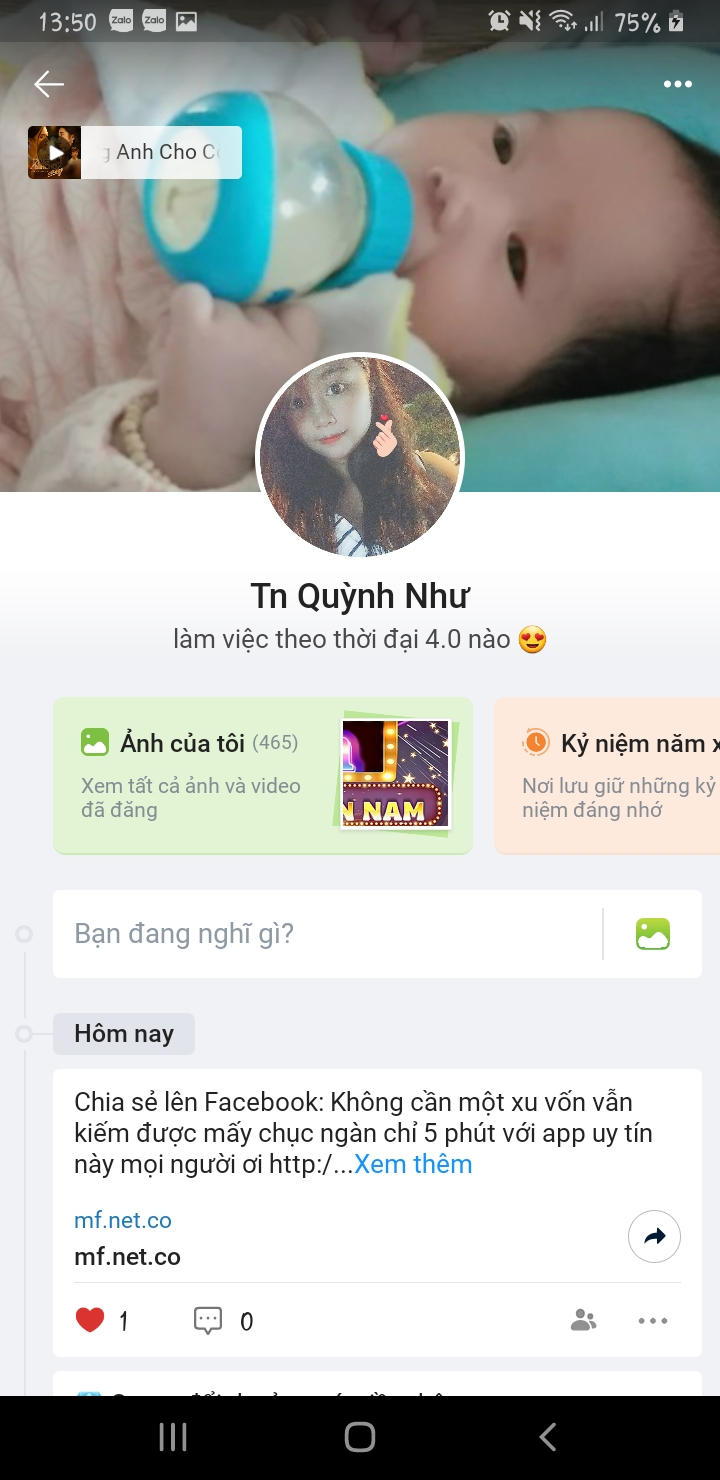 13:50 Zalo Zalo 75%
Anh Cho
Tn Quỳnh Như
làm việc theo thời đại 4.0 nào 😍
Ảnh của tôi (465)
Xem tất cả ảnh và video
đã đăng
N NAM
Kỷ niệm năm x
Nơi lưu giữ những kỷ
niệm đáng nhớ
Bạn đang nghĩ gì?
Hôm nay
Chia sẻ lên Facebook: Không cần một xu vốn vẫn
kiếm được mấy chục ngàn chỉ 5 phút với app uy tín
này mọi người ơi http:/...Xem thêm
mf.net.co
mf.net.co
1 0